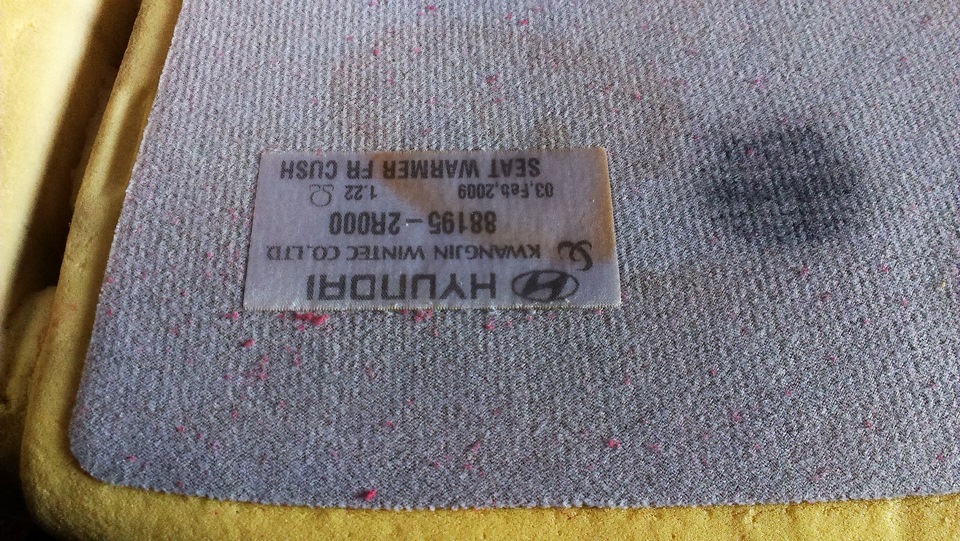 HYUNDAI
KWANGJIN WINTEC CO.LTD
88195-2R000
03.Feb,2009 1.22
SEAT WARMER FR CUSH